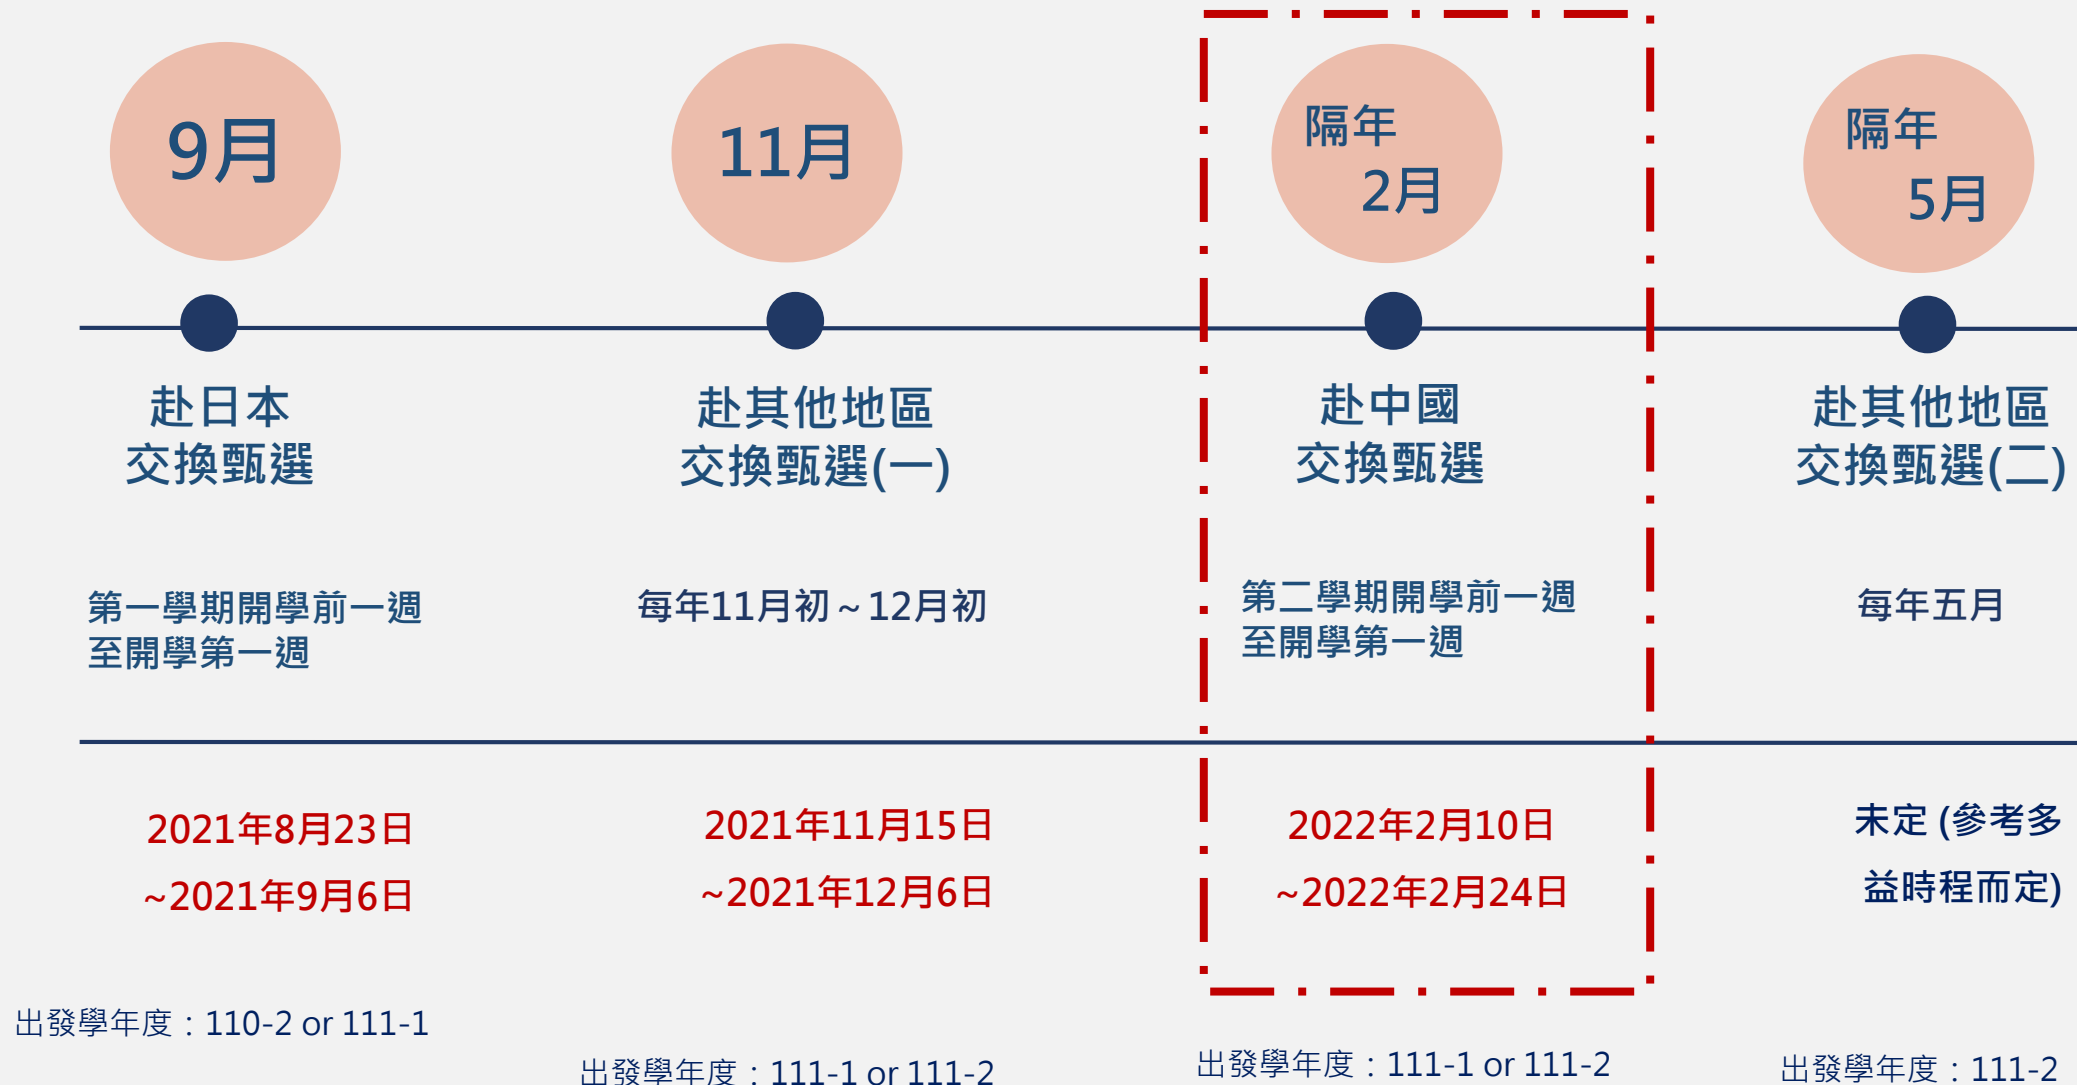 9月
赴日本
交換甄選
第一學期開學前一週
至開學第一週
2021年8月23日
~2021年9月6日
出發學年度：110-2 or 111-1
11月
赴其他地區
交換甄選(一)
每年11月初～12月初
2021年11月15日
~2021年12月6日
出發學年度：111-1 or 111-2
隔年
2月
赴中國
交換甄選
第二學期開學前一週
至開學第一週
2022年2月10日
~2022年2月24日
出發學年度：111-1 or 111-2
隔年
5月
赴其他地區
交換甄選(二)
每年五月
未定 (參考多
益時程而定)
出發學年度：111-2